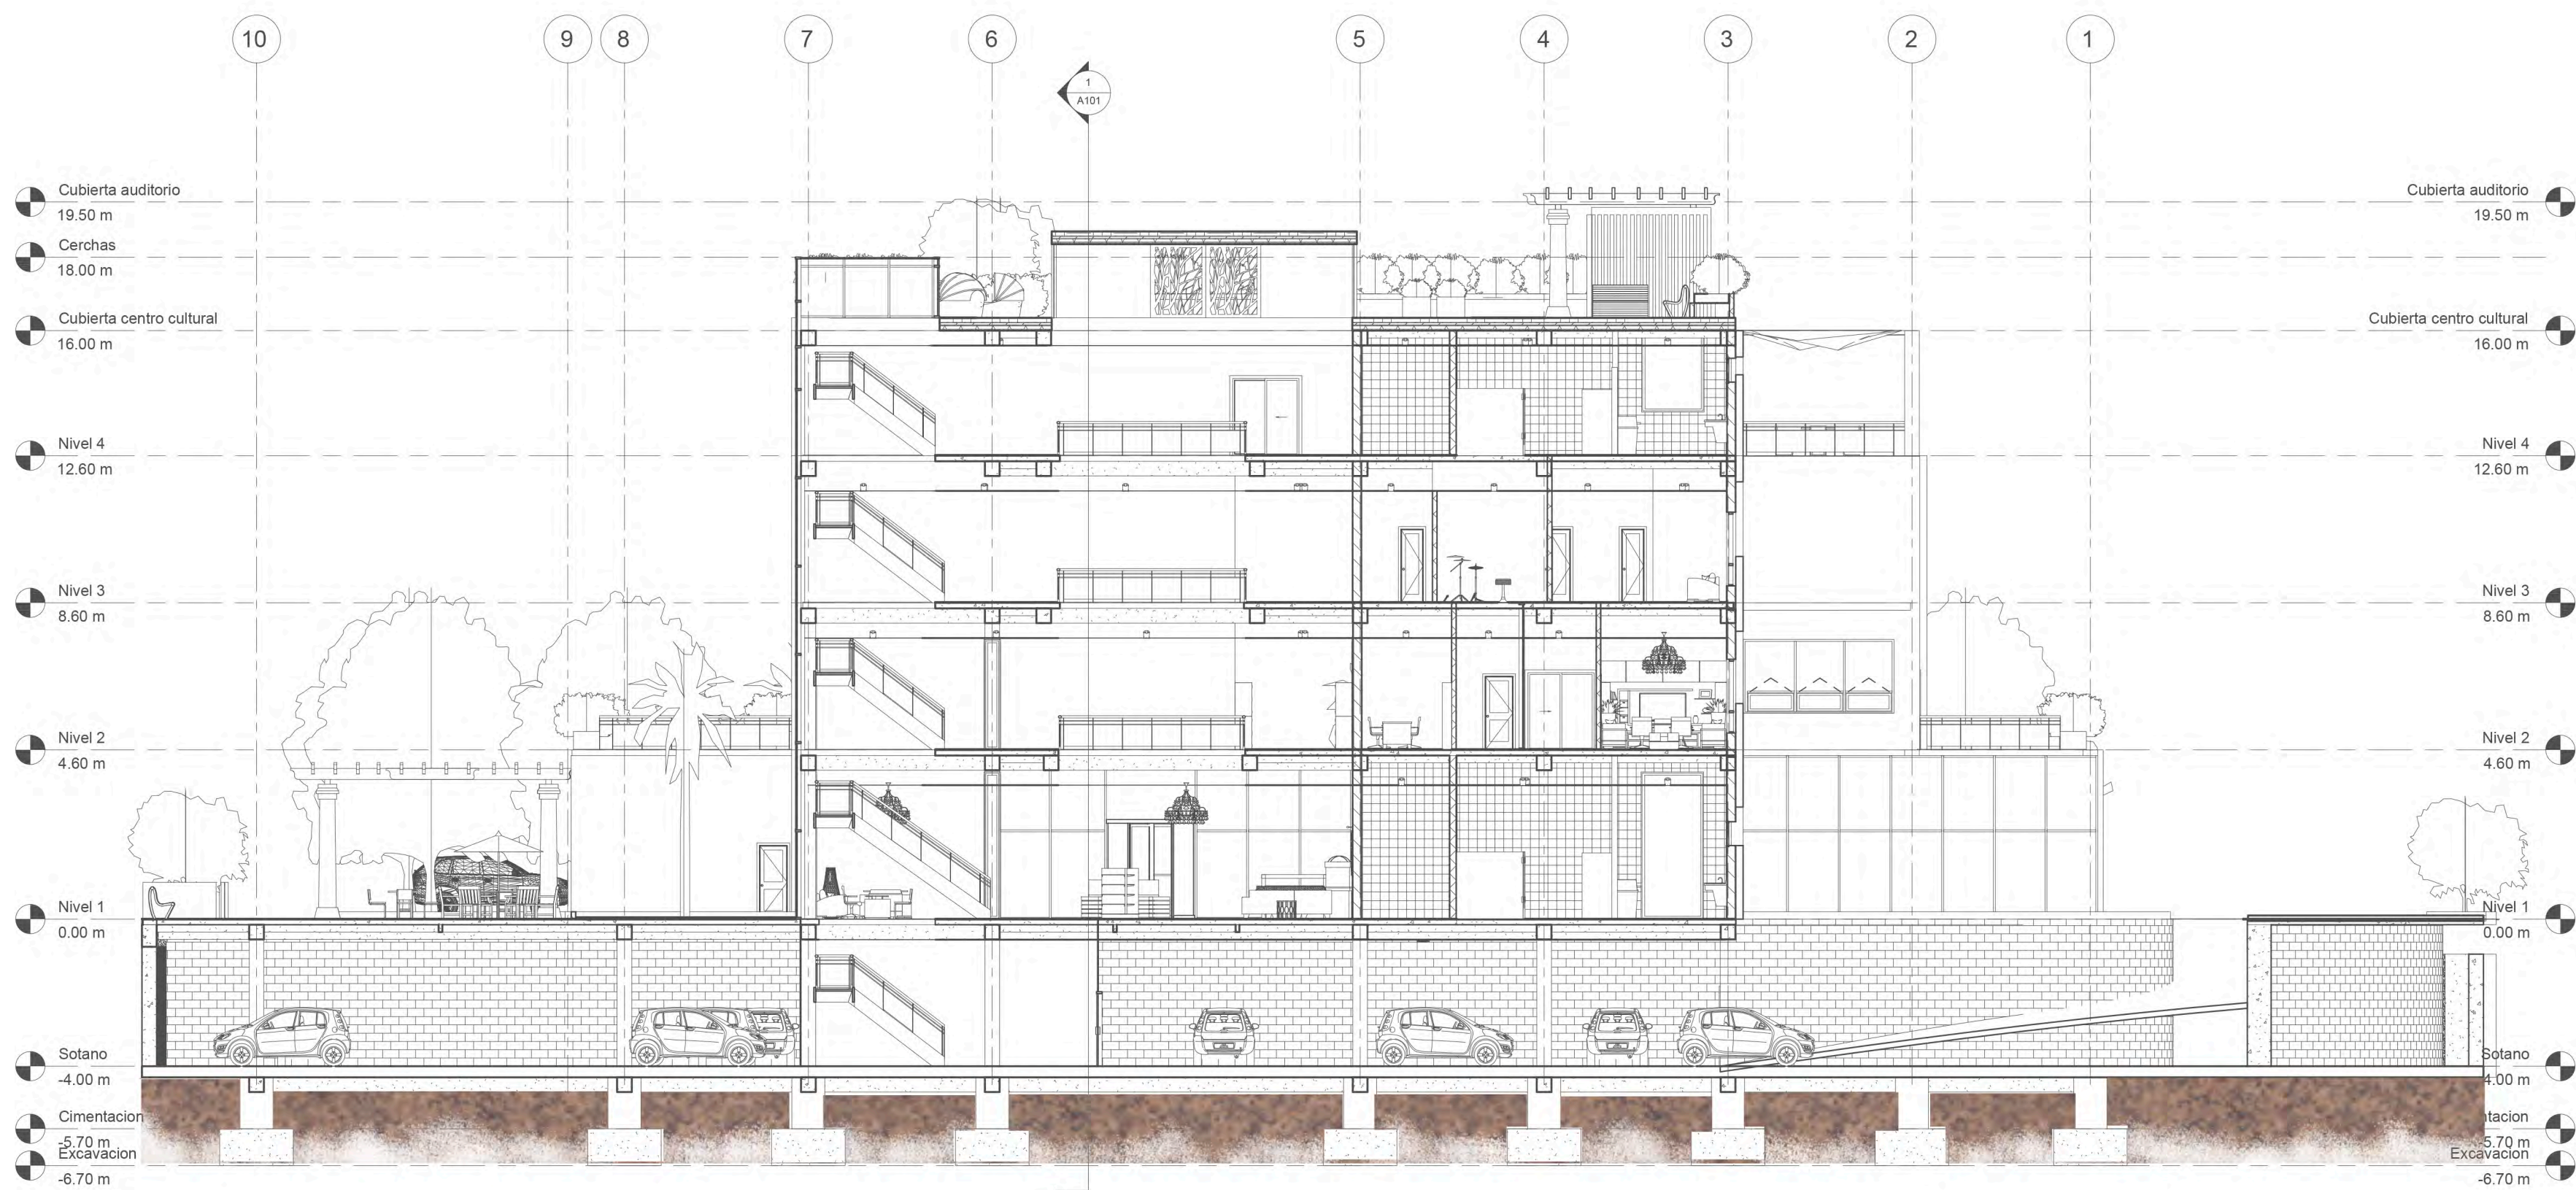 10 9 8 7 6 5 4 3 2 1
1
A101
Cubierta auditorio
19.50 m
Cerchas
18.00 m
Cubierta centro cultural
16.00 m
Nivel 4
12.60 m
Nivel 3
8.60 m
Nivel 2
4.60 m
Nivel 1
0.00 m
Sotano
-4.00 m
Cimentacion
-5.70 m
Excavacion
-6.70 m
Cubierta auditorio
19.50 m
Cubierta centro cultural
16.00 m
Nivel 4
12.60 m
Nivel 3
8.60 m
Nivel 2
4.60 m
Nivel 1
0.00 m
Sotano
4.00 m
ntacion
-5.70 m
Excavacion
-6.70 m